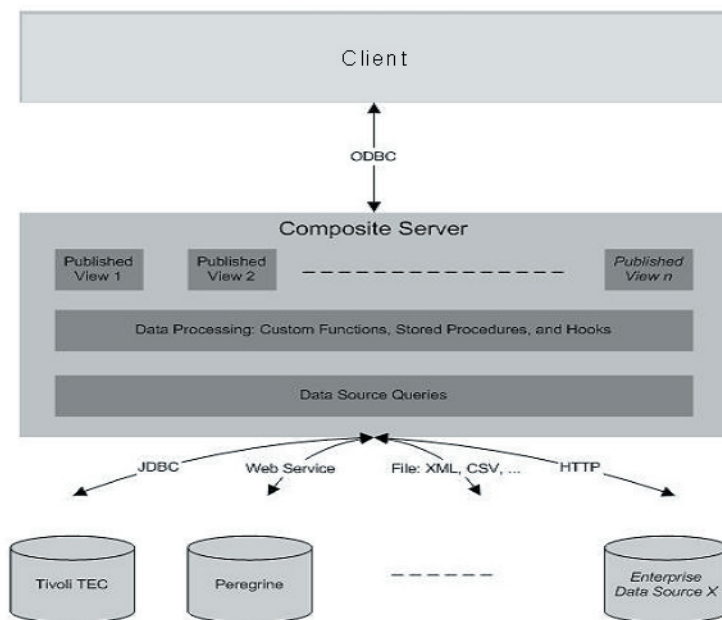 Client
ODBC
Composite Server
Published
View 1
Published
View 2
Published
View n
Data Processing: Custom Functions, Stored Procedures, and Hooks
Data Source Queries
JDBC
Web Service
File: XML, CSV, ...
HTTP
Tivoli TEC
Peregrine
Enterprise
Data Source X